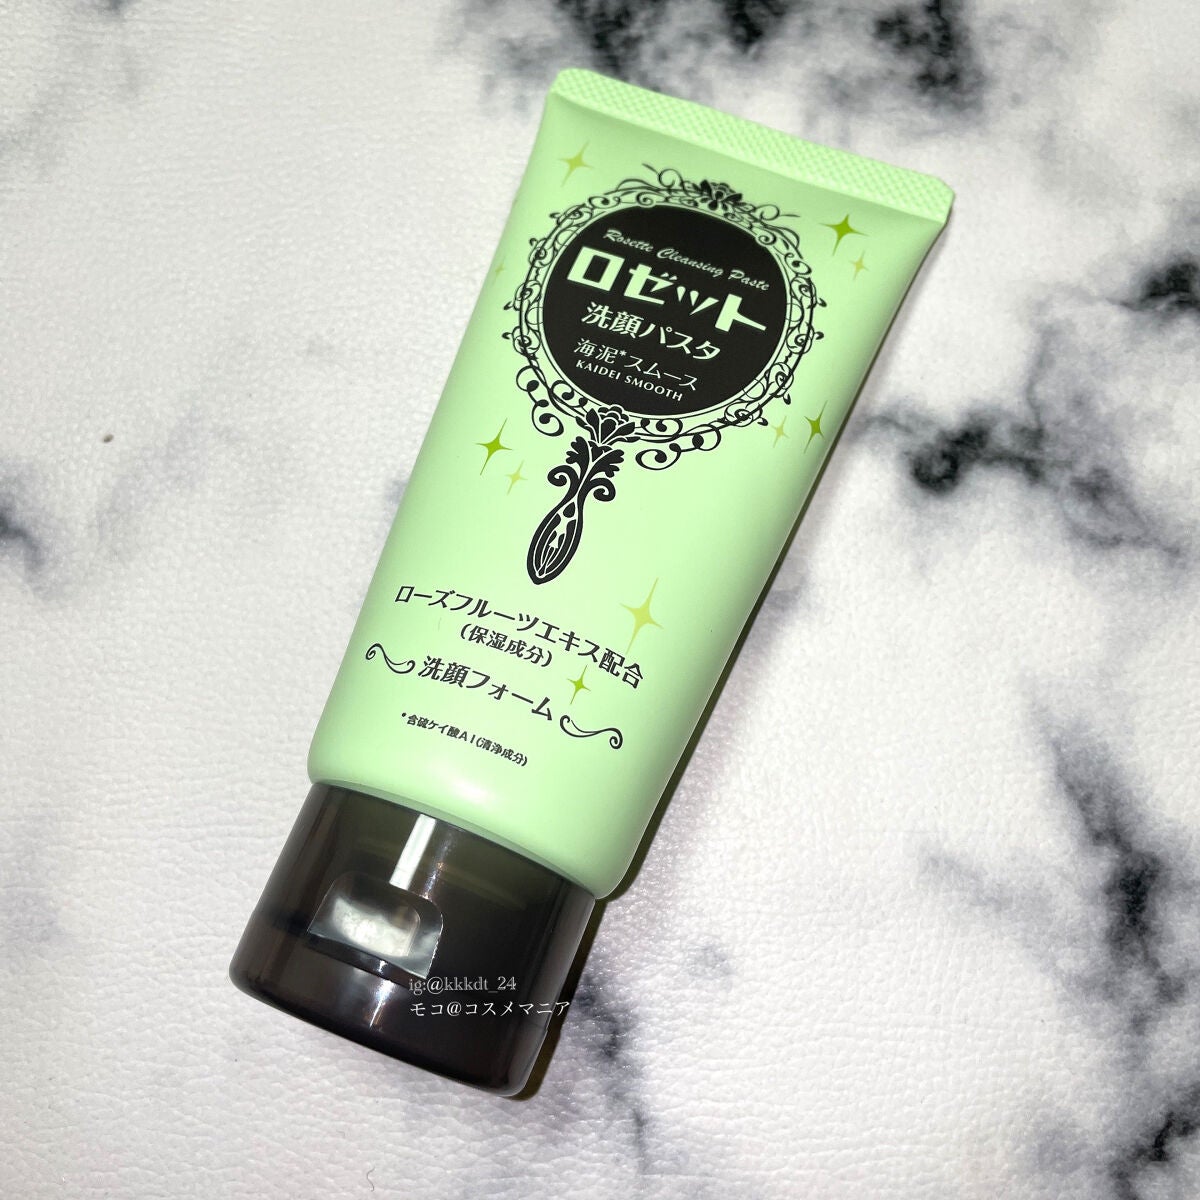 Rosette Cleansing Paste
ロゼット
洗顔パスタ
海泥*スムース
KAIDEI SMOOTH
ローズフルーツエキス配合
(保湿成分)
洗顔フォーム
*含硫ケイ酸Al(清浄成分)
ig:@kkkdt_24
モコ@コスメマニア